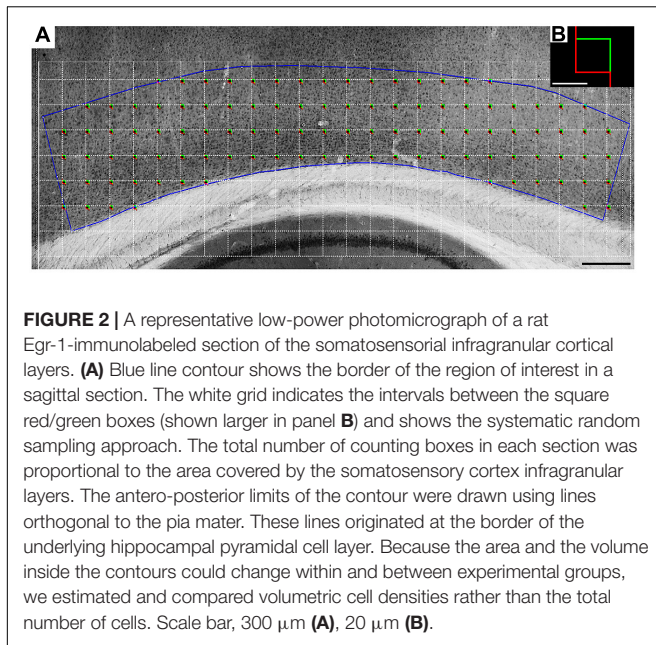 A
B
FIGURE 2 | A representative low-power photomicrograph of a rat
Egr-1-immunolabeled section of the somatosensorial infragranular cortical
layers. (A) Blue line contour shows the border of the region of interest in a
sagittal section. The white grid indicates the intervals between the square
red/green boxes (shown larger in panel B) and shows the systematic random
sampling approach. The total number of counting boxes in each section was
proportional to the area covered by the somatosensory cortex infragranular
layers. The antero-posterior limits of the contour were drawn using lines
orthogonal to the pia mater. These lines originated at the border of the
underlying hippocampal pyramidal cell layer. Because the area and the volume
inside the contours could change within and between experimental groups,
we estimated and compared volumetric cell densities rather than the total
number of cells. Scale bar, 300 μm (A), 20 μm (B).